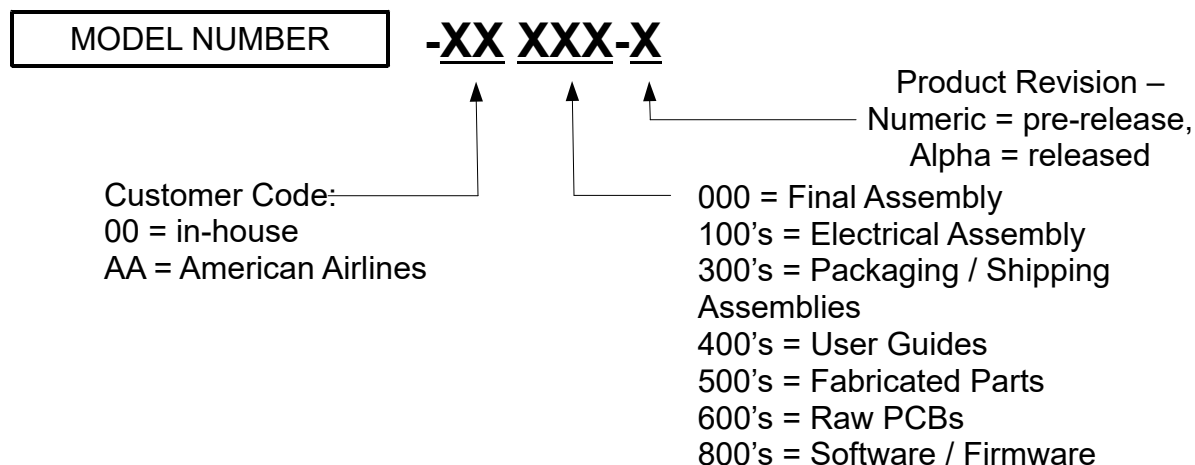 MODEL NUMBER -XX XXX-X
Product Revision –
Numeric = pre-release,
Alpha = released
Customer Code:
00 = in-house
AA = American Airlines
000 = Final Assembly
100’s = Electrical Assembly
300’s = Packaging / Shipping
Assemblies
400’s = User Guides
500’s = Fabricated Parts
600’s = Raw PCBs
800’s = Software / Firmware